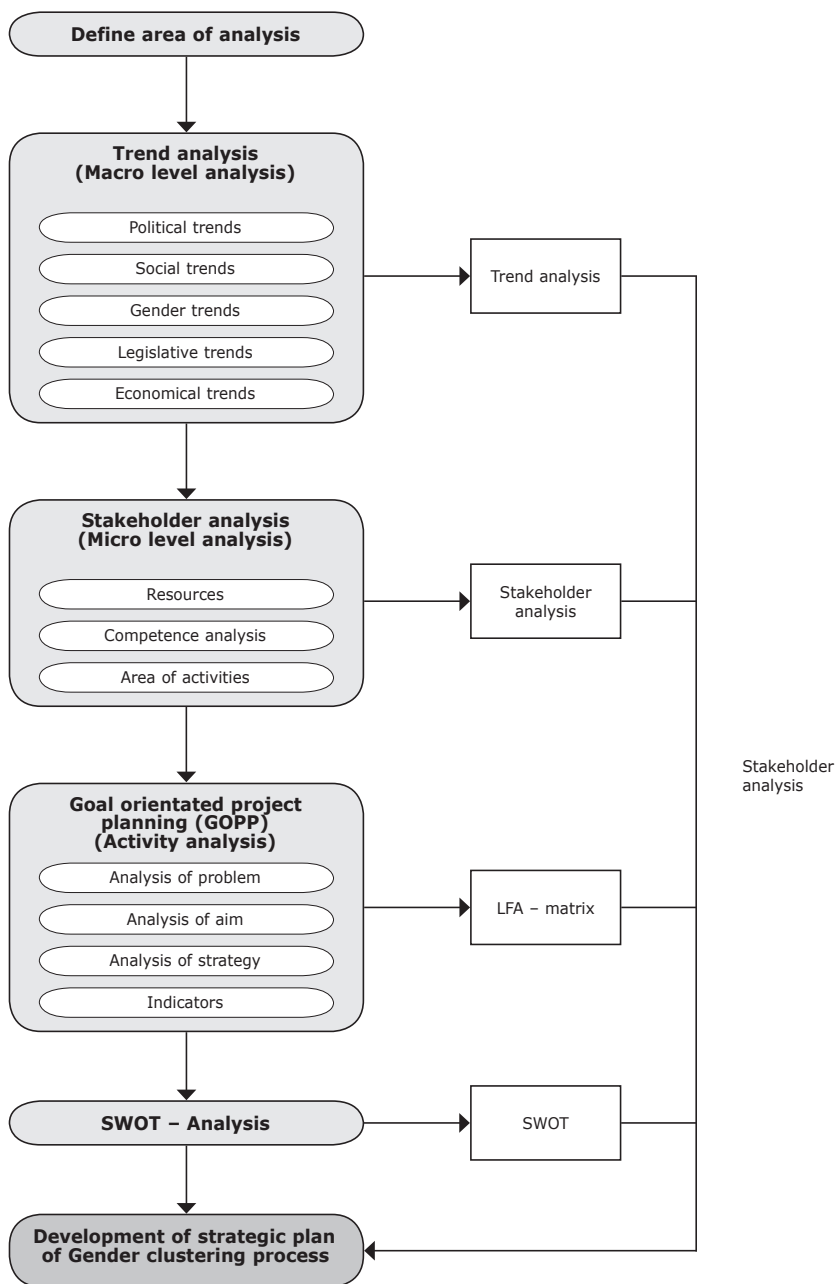 Define area of analysis
Trend analysis
(Macro level analysis)
Political trends
Social trends
Gender trends
Legislative trends
Economical trends
Trend analysis
Stakeholder analysis
(Micro level analysis)
Resources
Competence analysis
Area of activities
Stakeholder
analysis
Stakeholder
analysis
Goal orientated project
planning (GOPP)
(Activity analysis)
Analysis of problem
Analysis of aim
Analysis of strategy
Indicators
LFA – matrix
SWOT – Analysis
SWOT
Development of strategic plan
of Gender clustering process